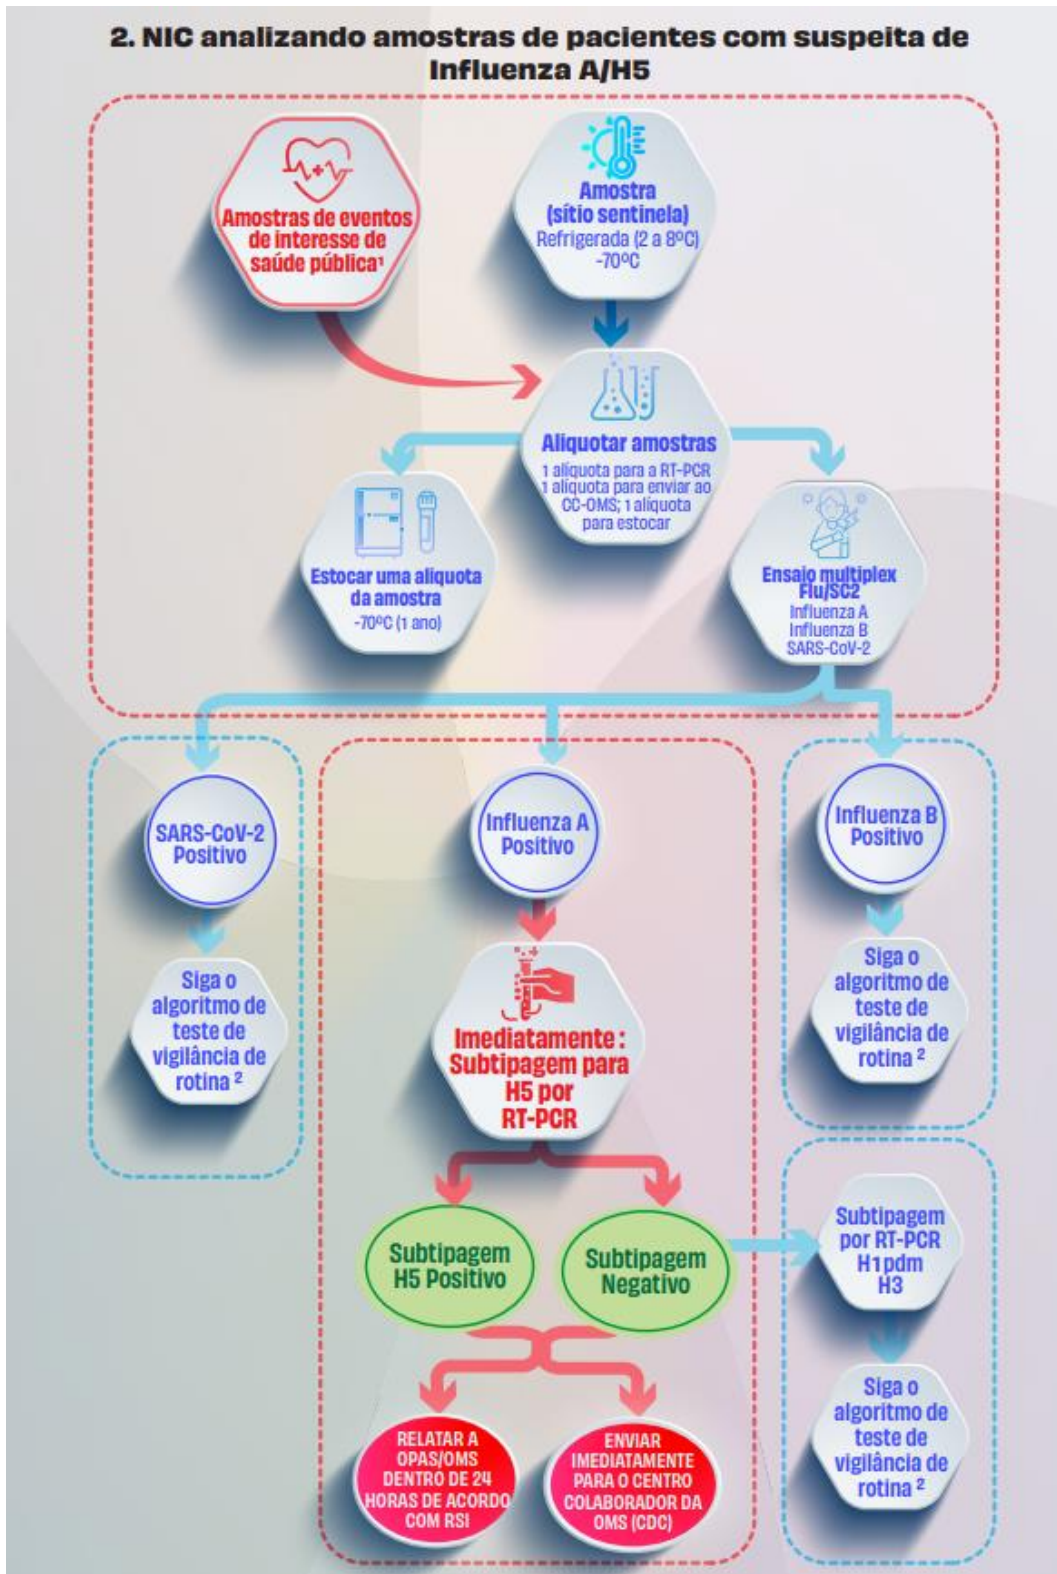 2. NIC analizando amostras de pacientes com suspeita de
Influenza A/H5
Amostras de eventos
de interesse de
saúde pública¹
Amostra
(sítio sentinela)
Refrigerada (2 a 8ºC)
-70ºC
Aliquotar amostras
1 alíquota para a RT-PCR
1 alíquota para enviar ao
CC-OMS; 1 alíquota
para estocar
Estocar uma aliquota
da amostra
-70ºC (1 ano)
Ensaio multiplex
Flu/SC2
Influenza A
Influenza B
SARS-CoV-2
SARS-CoV-2
Positivo
Influenza A
Positivo
Influenza B
Positivo
Siga o
algoritmo de
teste de
vigilância de
rotina ²
Imediatamente :
Subtipagem para
H5 por
RT-PCR
Siga o
algoritmo de
teste de
vigilância de
rotina ²
Subtipagem
H5 Positivo
Subtipagem
Negativo
Subtipagem
por RT-PCR
H1pdm
H3
RELATAR A
OPAS/OMS
DENTRO DE 24
HORAS DE ACORDO
COM RSI
ENVIAR
IMEDIATAMENTE
PARA O CENTRO
COLABORADOR DA
OMS (CDC)
Siga o
algoritmo de
teste de
vigilância de
rotina ²